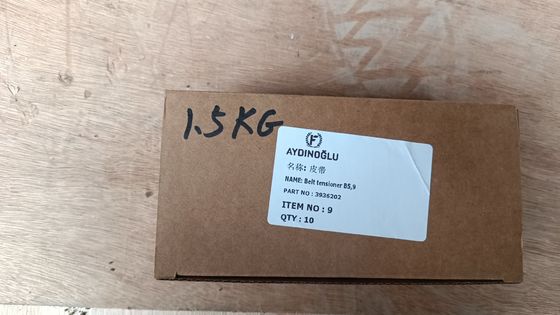 1.5KG
F
AYDINOĞLU
名称: 皮带
NAME: Belt tensioner B5,9
PART NO : 3936202
ITEM NO : 9
QTY : 10